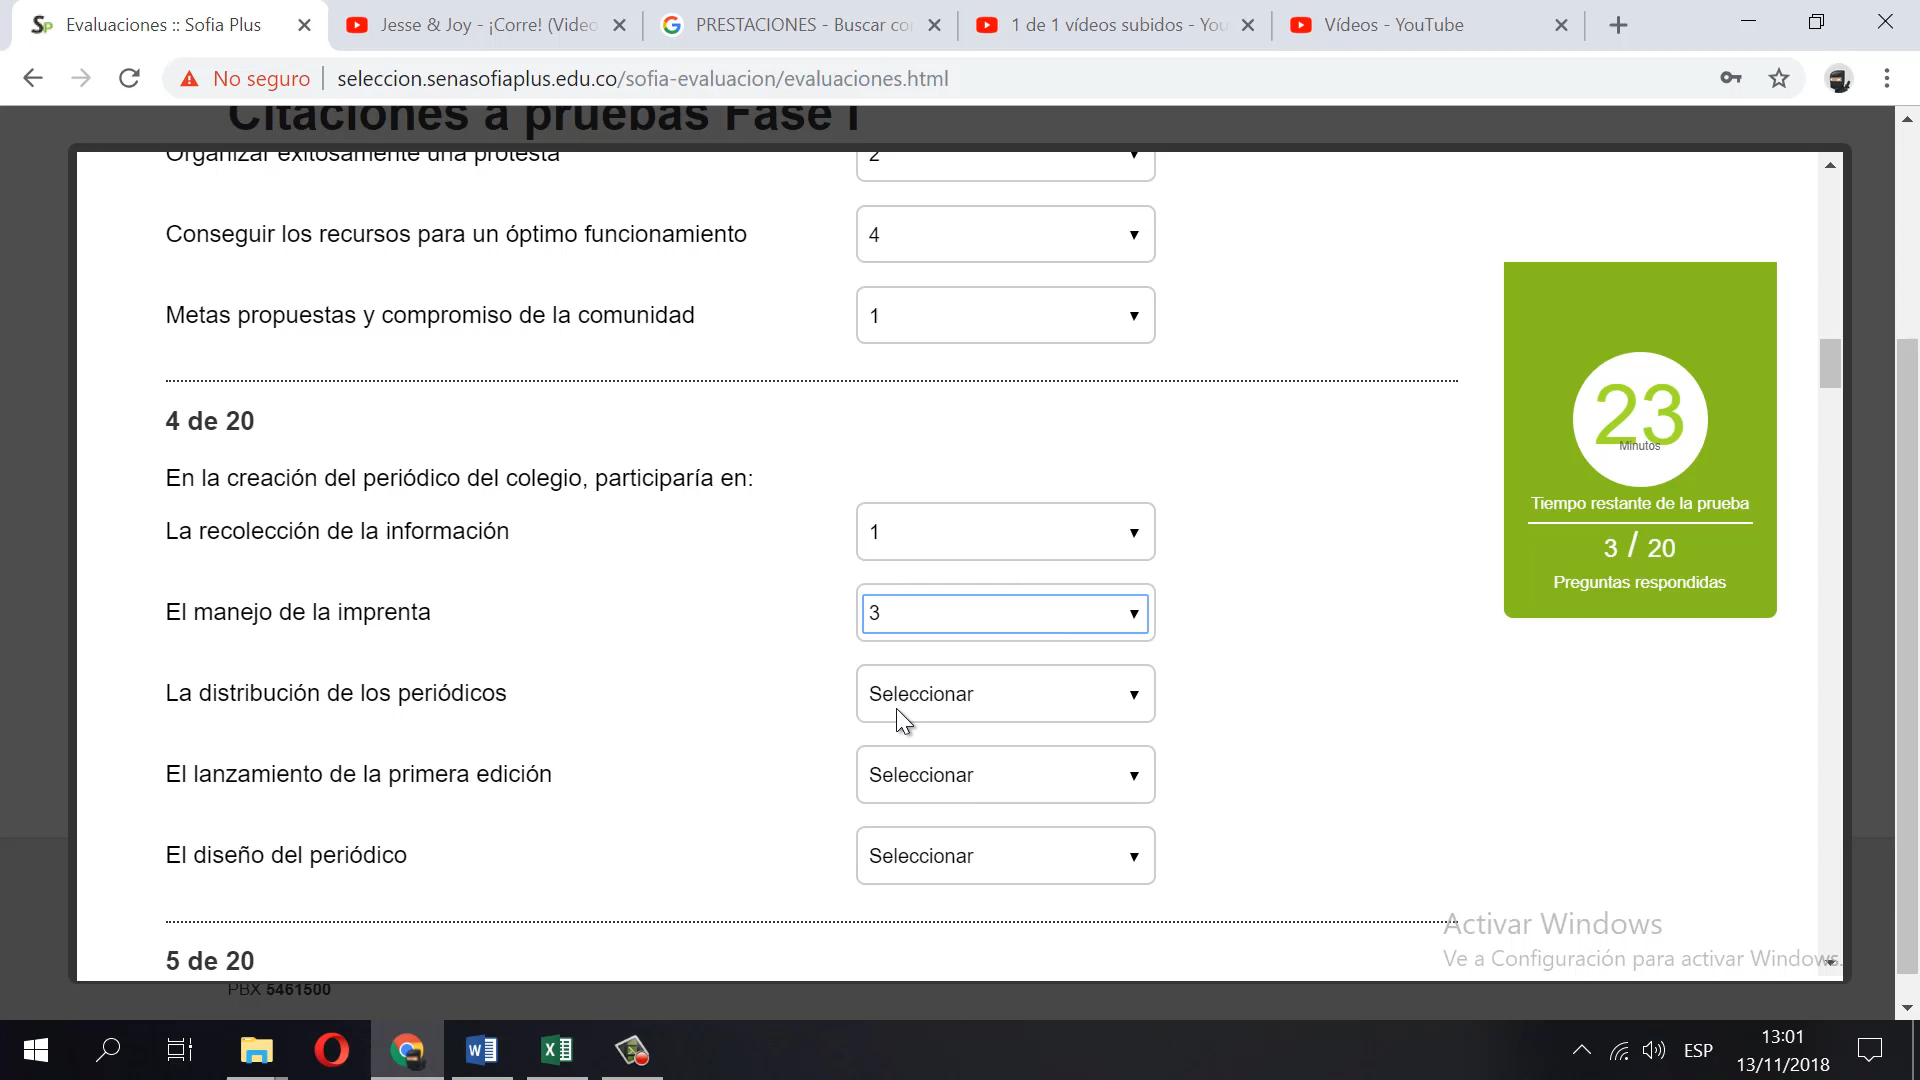 Evaluaciones :: Sofia Plus
Jesse & Joy - ¡Corre! (Video
PRESTACIONES - Buscar co
1 de 1 vídeos subidos - You
Vídeos - YouTube
No seguro
seleccion.senasofiaplus.edu.co/sofia-evaluacion/evaluaciones.html
Citaciones a pruebas Fase I
Organizar exitosamente una protesta
2
Conseguir los recursos para un óptimo funcionamiento
4
Metas propuestas y compromiso de la comunidad
1
4 de 20
En la creación del periódico del colegio, participaría en:
La recolección de la información
1
El manejo de la imprenta
3
La distribución de los periódicos
Seleccionar
El lanzamiento de la primera edición
Seleccionar
El diseño del periódico
Seleccionar
5 de 20
23
Minutos
Tiempo restante de la prueba
3 / 20
Preguntas respondidas
Activar Windows
Ve a Configuración para activar Windows.
PBX 5461500
ESP
13:01
13/11/2018